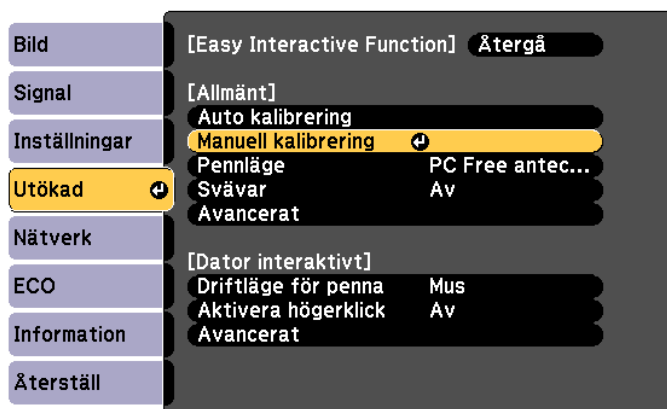 Bild
Signal
Inställningar
Utökad
Nätverk
ECO
Information
Återställ
[Easy Interactive Function] Återgå
[Allmänt]
Auto kalibrering
Manuell kalibrering
Pennläge PC Free antec...
Svävar Av
Avancerat
[Dator interaktivt]
Driftläge för penna Mus
Aktivera högerklick Av
Avancerat